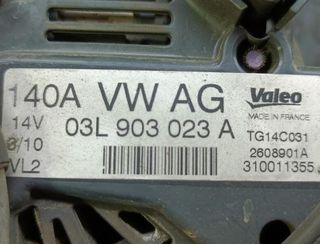 140A VW AG Valeo
MADE IN FRANCE
14V 03L 903 023 A TG14C031
8/10 2608901A
VL2 310011355